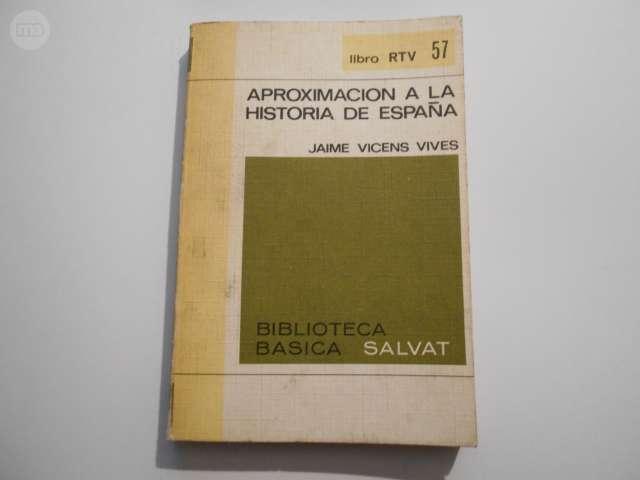 libro RTV 57
APROXIMACION A LA
HISTORIA DE ESPAÑA
JAIME VICENS VIVES
BIBLIOTECA
BASICA SALVAT